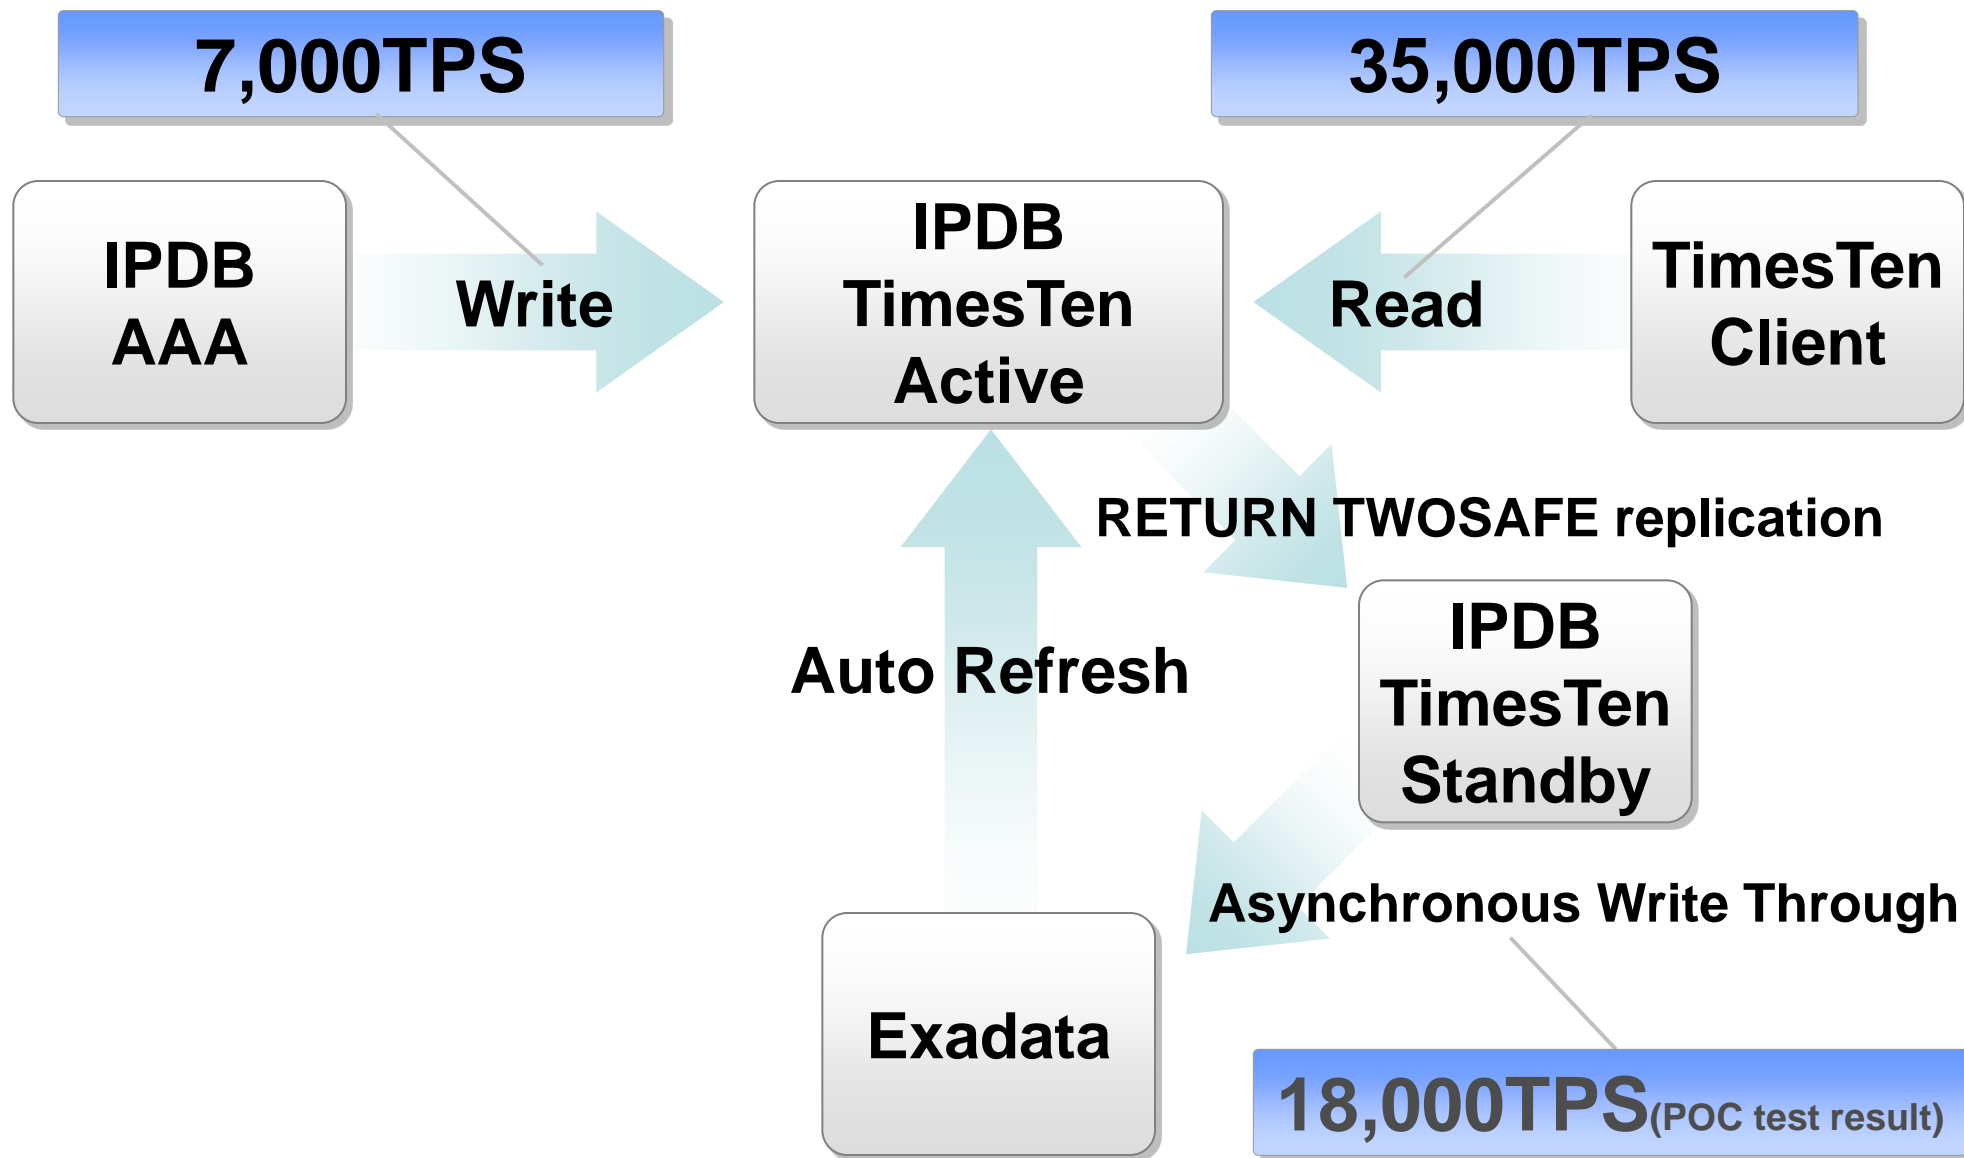 7,000TPS
35,000TPS
IPDB
AAA
Write
IPDB
TimesTen
Active
Read
TimesTen
Client
RETURN TWOSAFE replication
Auto Refresh
IPDB
TimesTen
Standby
Asynchronous Write Through
Exadata
18,000TPS(POC test result)